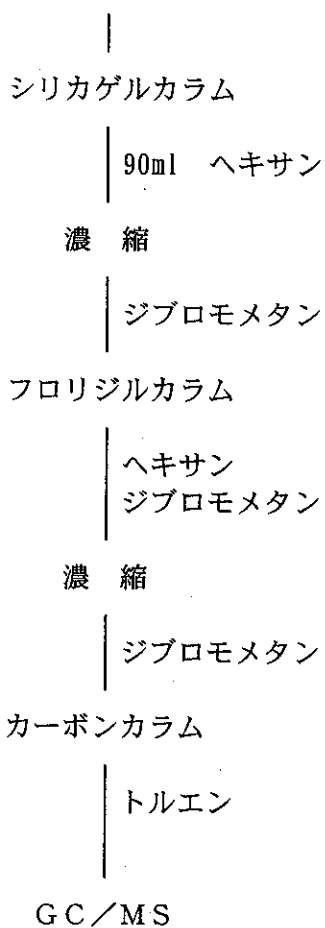 シリカゲルカラム
90ml ヘキサン
濃 縮
ジブロモメタン
フロリジルカラム
ヘキサン
ジブロモメタン
濃 縮
ジブロモメタン
カーボンカラム
トルエン
GC/MS